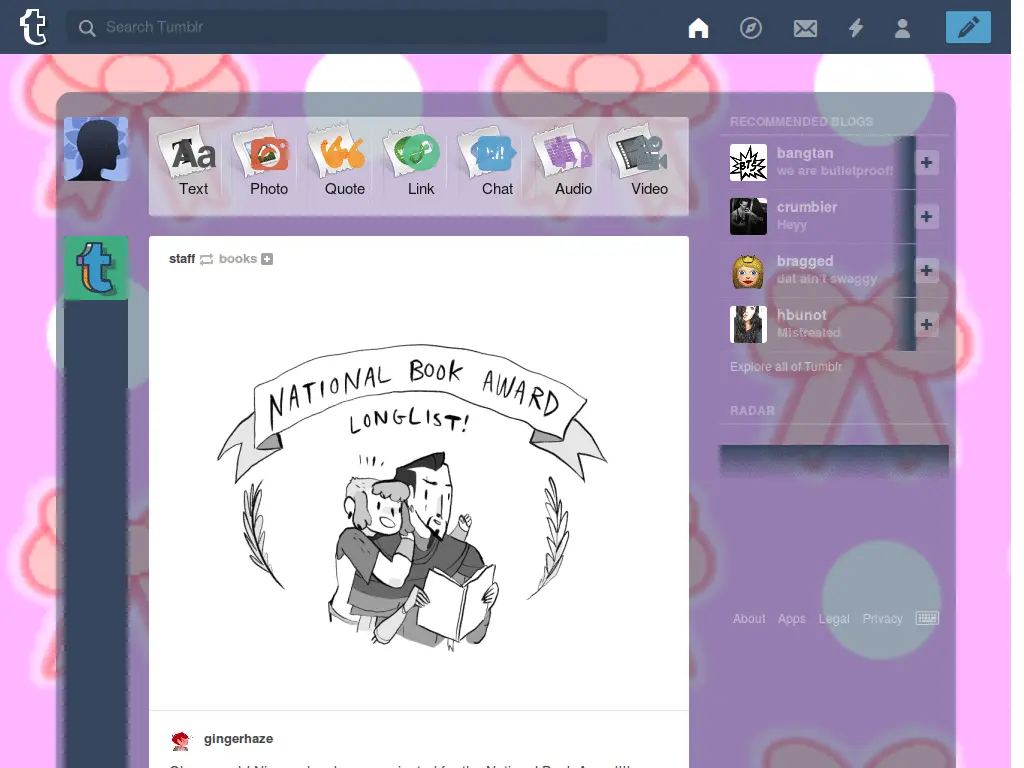 t
Search Tumblr
Aa
Text
Photo
Quote
Link
Chat
Audio
Video
RECOMMENDED BLOGS
BTS
bangtan
we are bulletproof!
crumbier
Heyy
bragged
dat ain't swaggy
hbunot
Mistreated
Explore all of Tumblr
RADAR
t
staff books
NATIONAL BOOK AWARD
LONGLIST!
About Apps Legal Privacy
gingerhaze